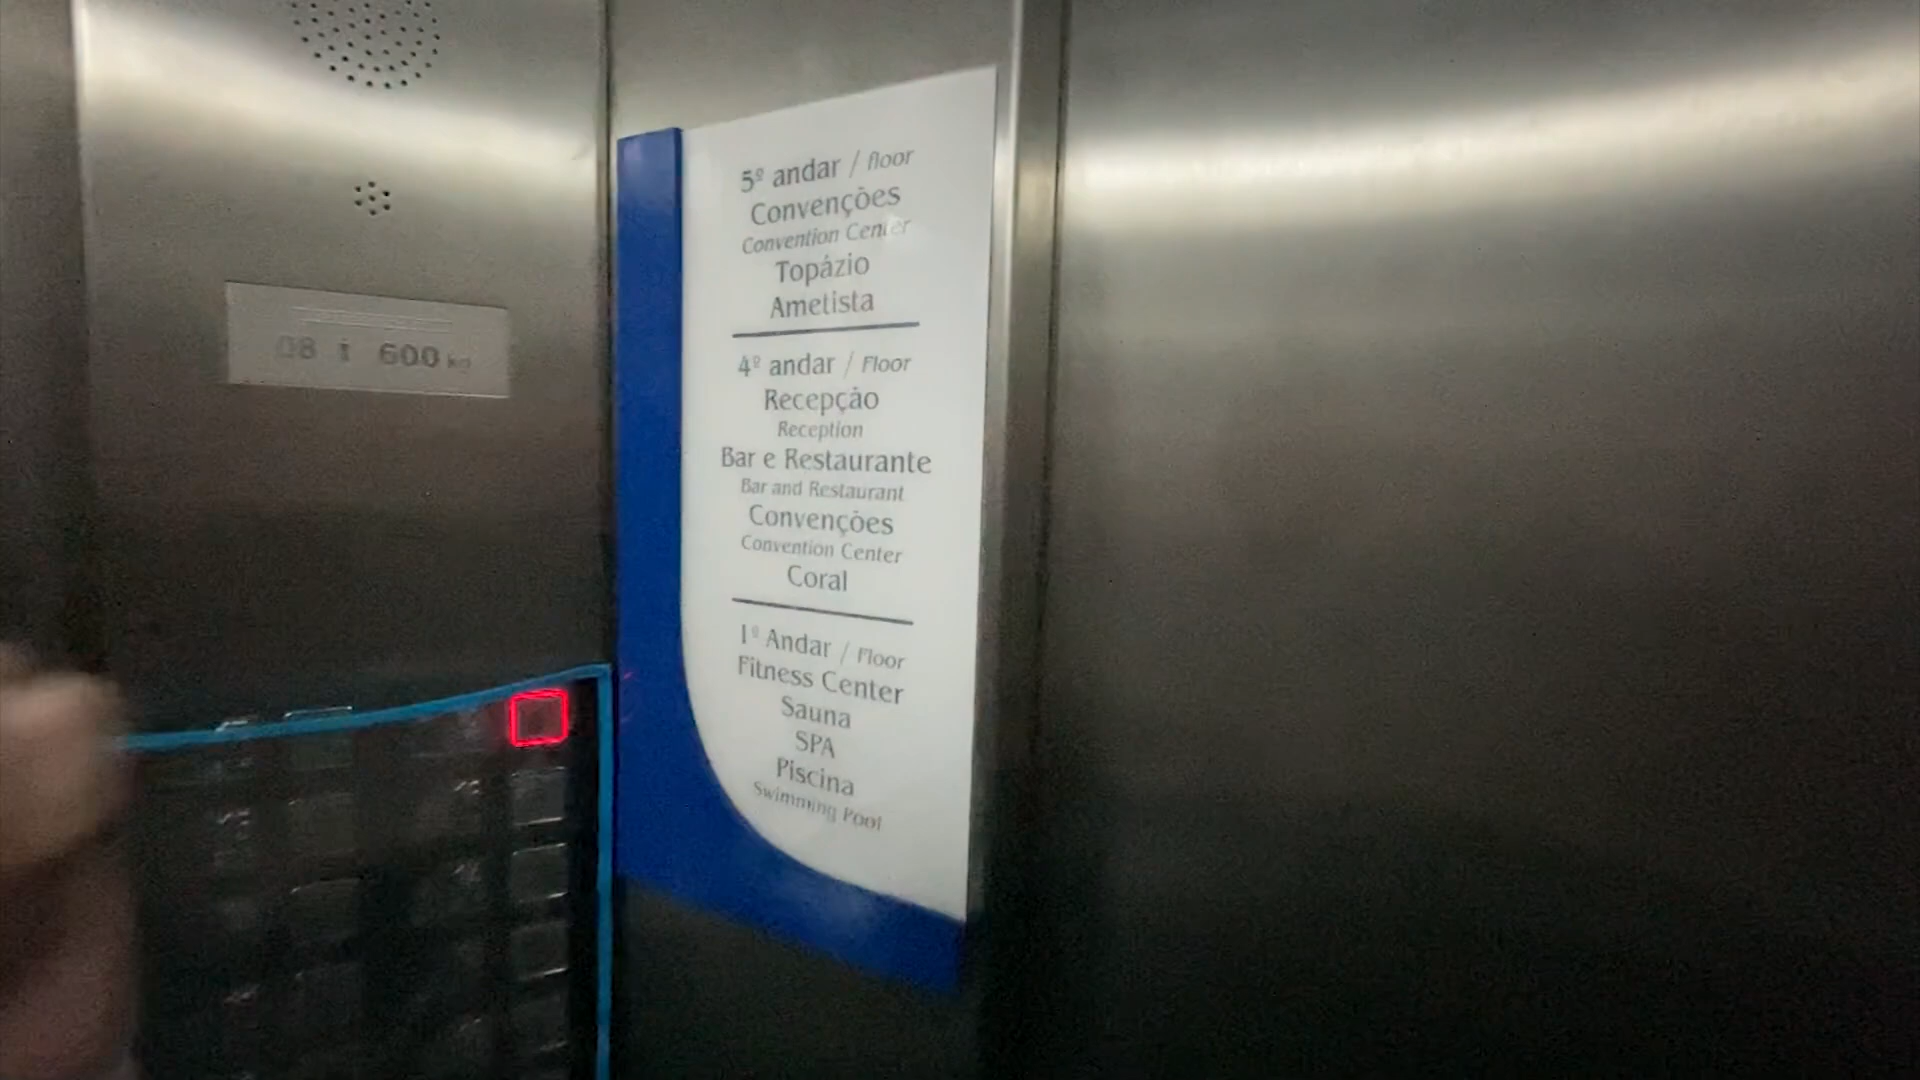 5º andar / floor
Convenções
Convention Center
Topázio
Ametista
4º andar / Floor
Recepção
Reception
Bar e Restaurante
Bar and Restaurant
Convenções
Convention Center
Coral
1º Andar / Floor
Fitness Center
Sauna
SPA
Piscina
Swimming Pool
08
600 kg